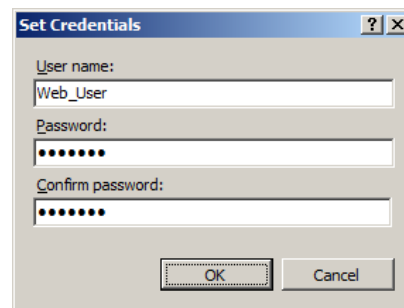 Set Credentials
User name:
Web_User
Password:
●●●●●●●
Confirm password:
●●●●●●●
OK Cancel